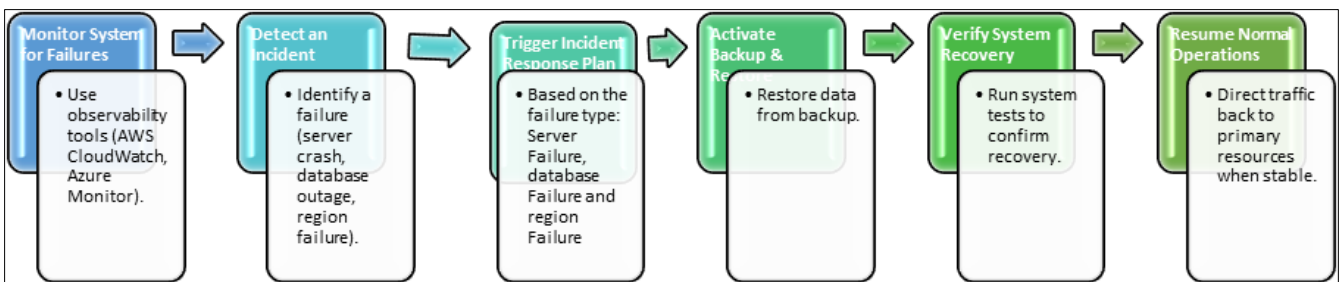 Monitor System
for Failures
• Use
observability
tools (AWS
CloudWatch,
Azure
Monitor).
Detect an
Incident
• Identify a
failure
(server
crash,
database
outage,
region
failure).
Trigger Incident
Response Plan
• Based on the
failure type:
Server
Failure,
database
Failure and
region
Failure
Activate
Backup &
Restore
• Restore data
from backup.
Verify System
Recovery
• Run system
tests to
confirm
recovery.
Resume Normal
Operations
• Direct traffic
back to
primary
resources
when stable.